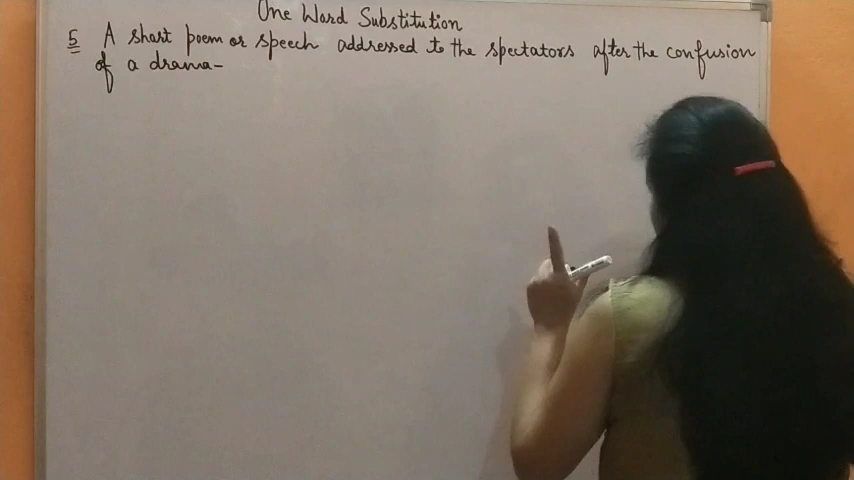 One Word Substitution
5 A short poem or speech addressed to the spectators after the confusion
of a drama-